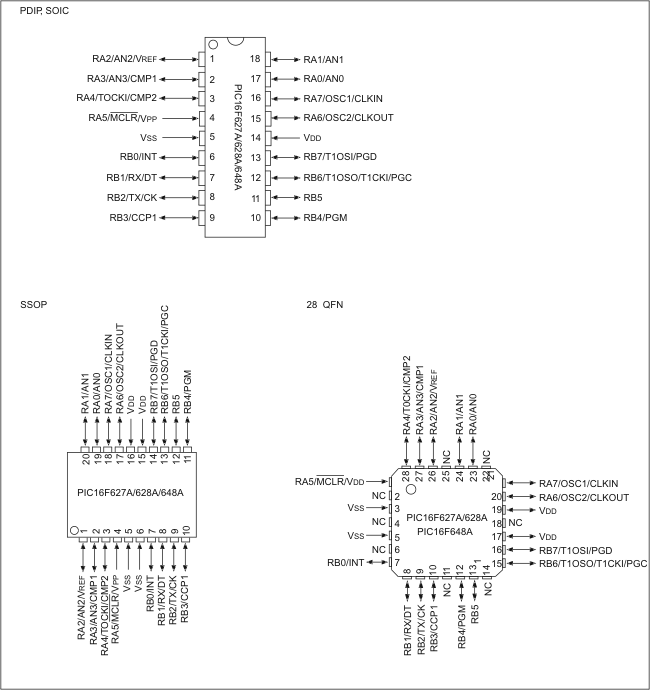 PDIP, SOIC
RA2/AN2/VREF 1 18 RA1/AN1
RA3/AN3/CMP1 2 17 RA0/AN0
RA4/TOCKI/CMP2 3 16 RA7/OSC1/CLKIN
RA5/MCLR/VPP 4 15 RA6/OSC2/CLKOUT
VSS 5 14 VDD
RB0/INT 6 13 RB7/T1OSI/PGD
RB1/RX/DT 7 12 RB6/T1OSO/T1CKI/PGC
RB2/TX/CK 8 11 RB5
RB3/CCP1 9 10 RB4/PGM
PIC16F627A/628A/648A
SSOP
RA1/AN1
RA0/AN0
RA7/OSC1/CLKIN
RA6/OSC2/CLKOUT
VDD
VDD
RB7/T1OSI/PGD
RB6/T1OSO/T1CKI/PGC
RB5
RB4/PGM
20 19 18 17 16 15 14 13 12 11
PIC16F627A/628A/648A
1 2 3 4 5 6 7 8 9 10
RA2/AN2/VREF
RA3/AN3/CMP1
RA4/TOCKI/CMP2
RA5/MCLR/VPP
VSS
VSS
RB0/INT
RB1/RX/DT
RB2/TX/CK
RB3/CCP1
28 QFN
RA4/T0CKI/CMP2
RA3/AN3/CMP1
RA2/AN2/VREF
NC
RA1/AN1
RA0/AN0
NC
28 27 26 25 24 23 22
RA5/MCLR/VDD 1 21 RA7/OSC1/CLKIN
NC 2 20 RA6/OSC2/CLKOUT
VSS 3 19 VDD
NC 4 18 NC
VSS 5 17 VDD
NC 6 16 RB7/T1OSI/PGD
RB0/INT 7 15 RB6/T1OSO/T1CKI/PGC
PIC16F627A/628A
PIC16F648A
8 9 10 11 12 13 14
RB1/RX/DT
RB2/TX/CK
RB3/CCP1
NC
RB4/PGM
RB5
NC